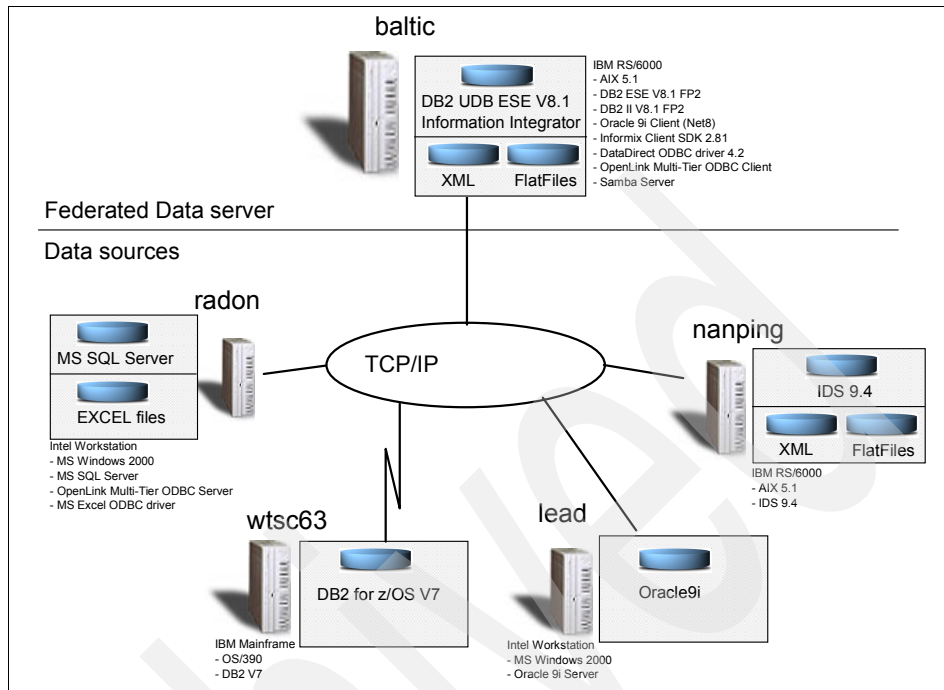 baltic
DB2 UDB ESE V8.1
Information Integrator
XML
FlatFiles
IBM RS/6000
- AIX 5.1
- DB2 ESE V8.1 FP2
- DB2 II V8.1 FP2
- Oracle 9i Client (Net8)
- Informix Client SDK 2.81
- DataDirect ODBC driver 4.2
- OpenLink Multi-Tier ODBC Client
- Samba Server
Federated Data server
Data sources
radon
MS SQL Server
EXCEL files
Intel Workstation
- MS Windows 2000
- MS SQL Server
- OpenLink Multi-Tier ODBC Server
- MS Excel ODBC driver
TCP/IP
nanping
IDS 9.4
XML
FlatFiles
IBM RS/6000
- AIX 5.1
- IDS 9.4
wtsc63
DB2 for z/OS V7
IBM Mainframe
- OS/390
- DB2 V7
lead
Oracle9i
Intel Workstation
- MS Windows 2000
- Oracle 9i Server